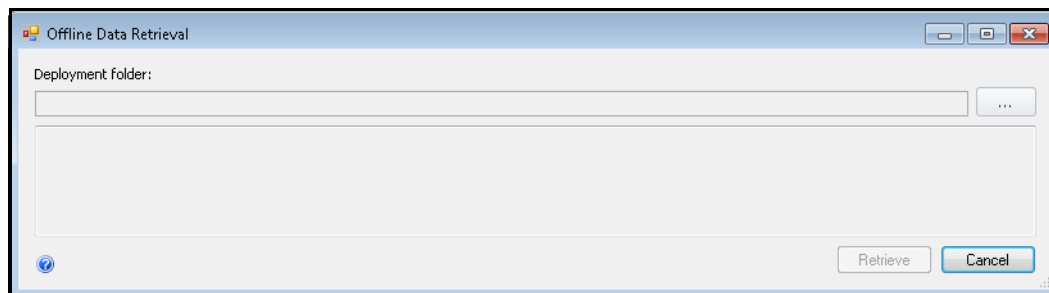 Offline Data Retrieval
Deployment folder:
...
Retrieve Cancel